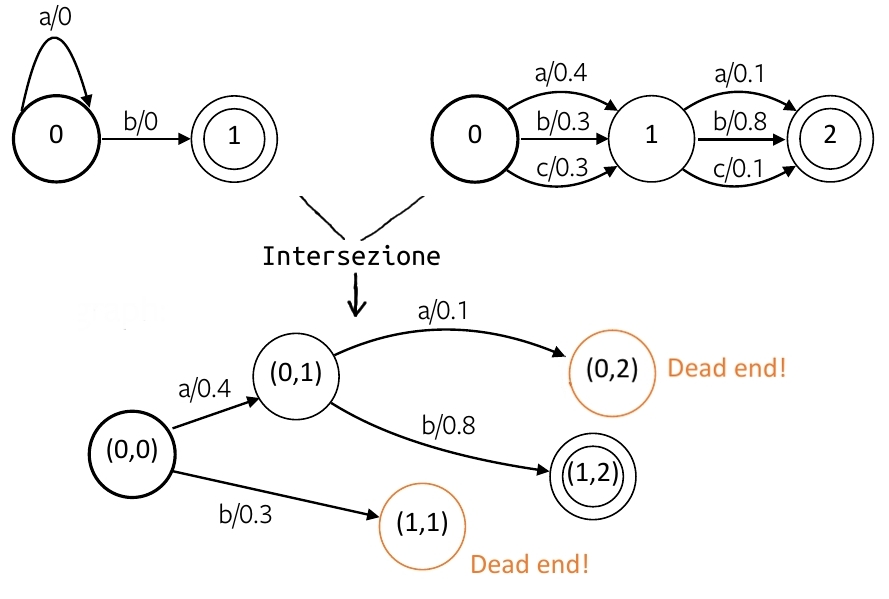 a/0
0
b/0
1
0
a/0.4
b/0.3
c/0.3
1
a/0.1
b/0.8
c/0.1
2
Intersezione
(0,0)
a/0.4
(0,1)
a/0.1
(0,2)
Dead end!
b/0.8
(1,2)
b/0.3
(1,1)
Dead end!